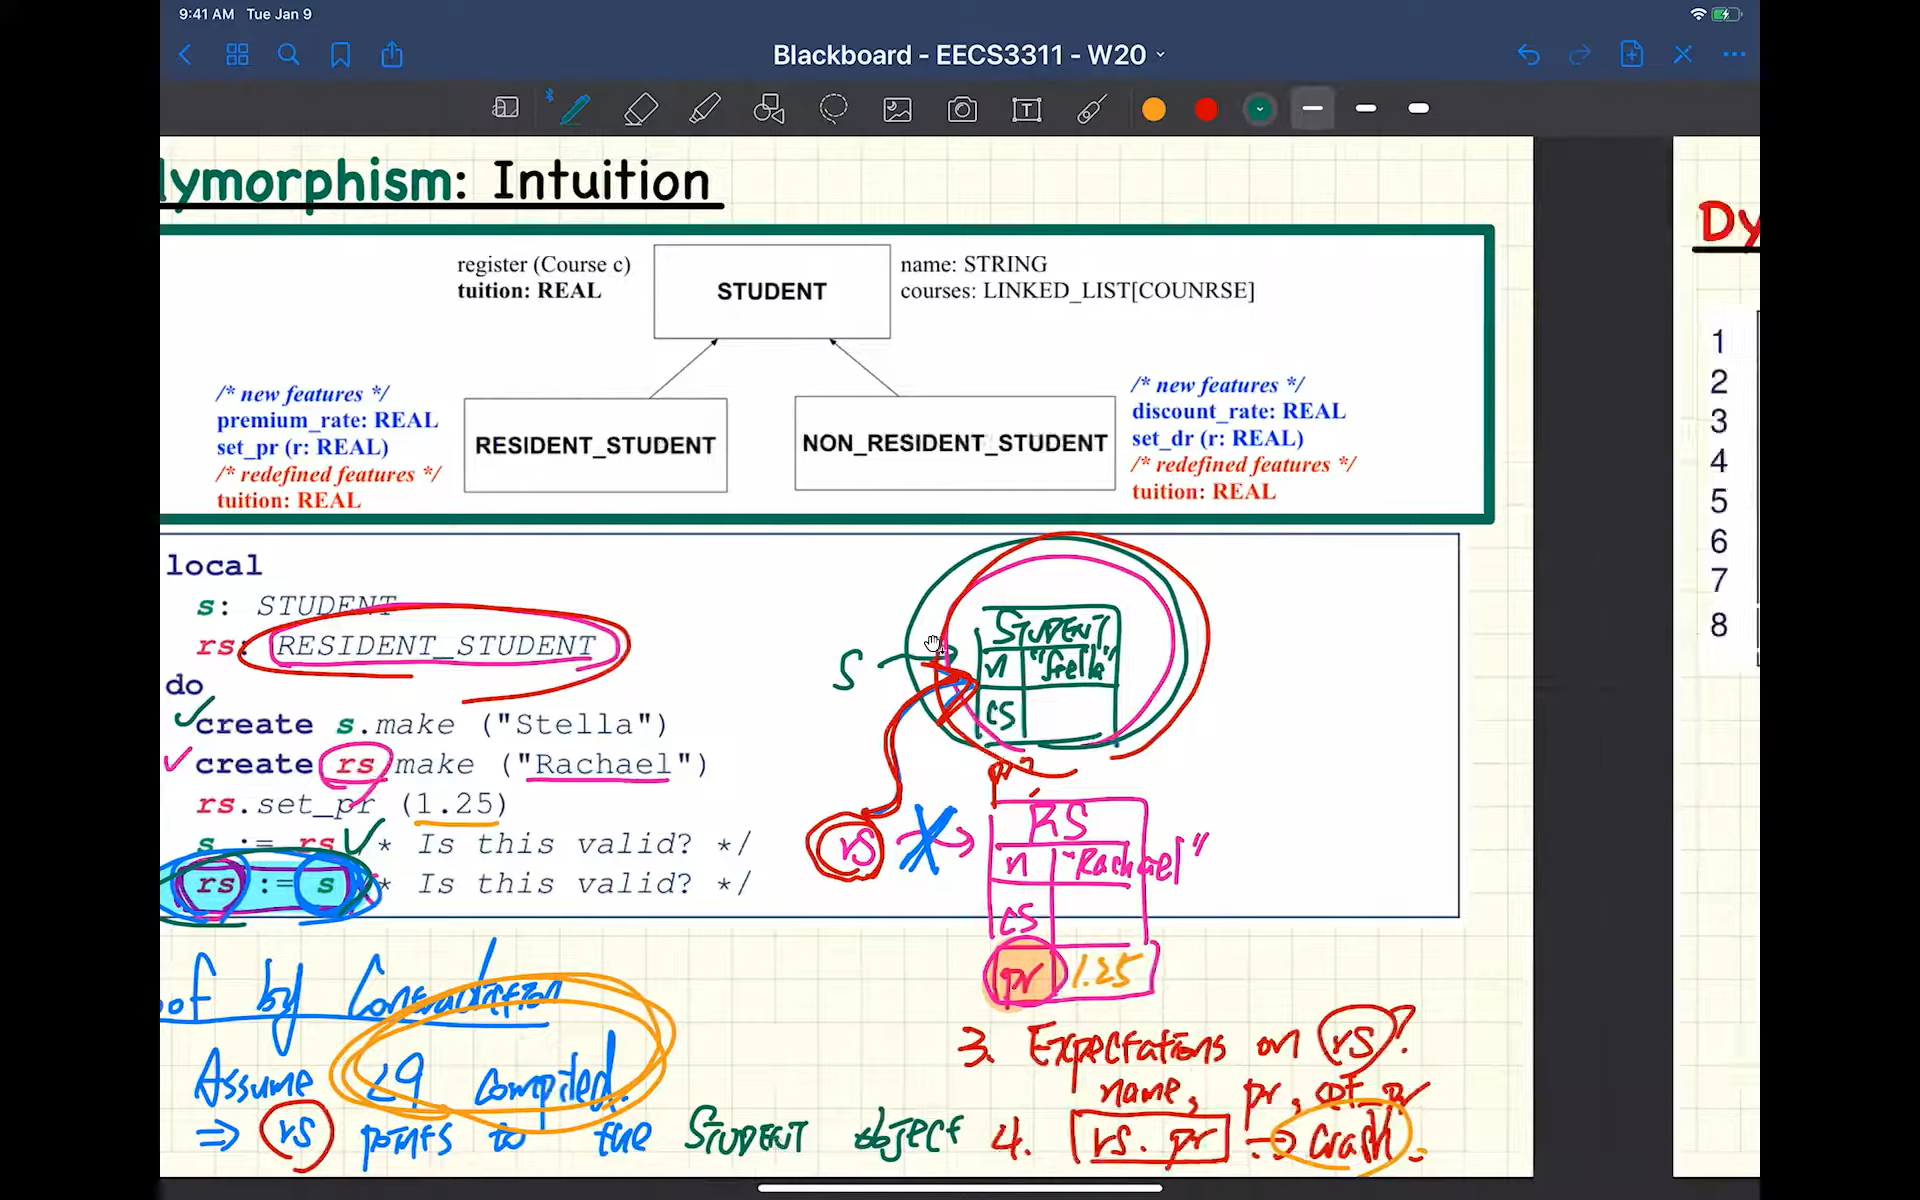 9:41 AM Tue Jan 9
Blackboard - EECS3311 - W20
lymorphism: Intuition
Dy
register (Course c)
tuition: REAL
STUDENT
name: STRING
courses: LINKED_LIST[COUNRSE]
/* new features */
premium_rate: REAL
set_pr (r: REAL)
/* redefined features */
tuition: REAL
RESIDENT_STUDENT
NON_RESIDENT_STUDENT
/* new features */
discount_rate: REAL
set_dr (r: REAL)
/* redefined features */
tuition: REAL
1
2
3
4
5
6
7
8
local
s: STUDENT
rs: RESIDENT_STUDENT
do
create s.make ("Stella")
create rs make ("Rachael")
rs.set_pr (1.25)
s := rs * Is this valid? */
rs := s * Is this valid? */
S
STUDENT
n "Stella"
cs
pr?
rs
RS
n "Rachael"
cs
pr 1.25
oof by Contradiction
Assume L9 compiled.
⇒ rs points to the STUDENT object
3. Expectations on rs?
name, pr, set_pr
4. rs. pr → Crash.